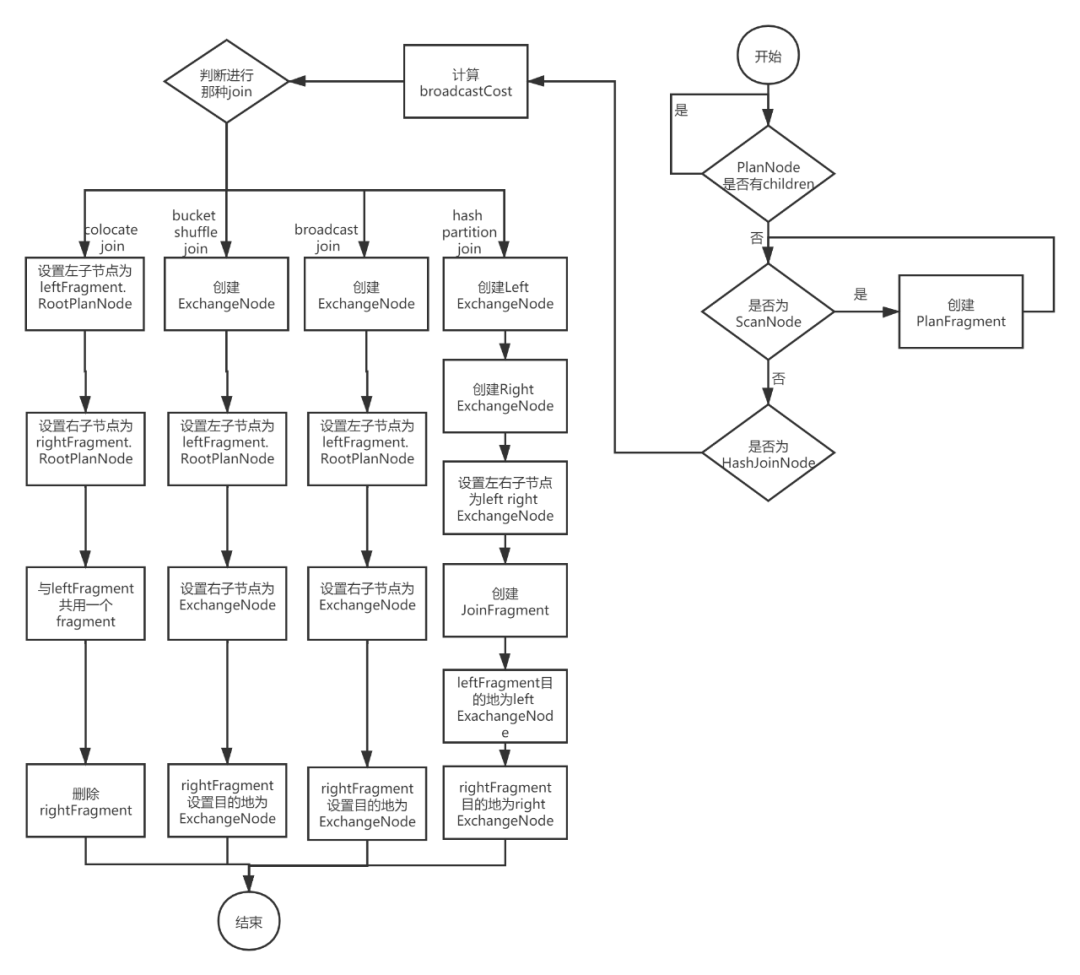 开始
是
PlanNode
是否有children
否
是否为
ScanNode
是
创建
PlanFragment
否
是否为
HashJoinNode
计算
broadcastCost
判断进行
那种join
colocate
join
设置左子节点为
leftFragment.
RootPlanNode
设置右子节点为
rightFragment.
RootPlanNode
与leftFragment
共用一个
fragment
删除
rightFragment
bucket
shuffle
join
创建
ExchangeNode
设置左子节点为
leftFragment.
RootPlanNode
设置右子节点为
ExchangeNode
rightFragment
设置目的地为
ExchangeNode
broadcast
join
创建
ExchangeNode
设置左子节点为
leftFragment.
RootPlanNode
设置右子节点为
ExchangeNode
rightFragment
设置目的地为
ExchangeNode
hash
partition
join
创建Left
ExchangeNode
创建Right
ExchangeNode
设置左右子节点
为left right
ExchangeNode
创建
JoinFragment
leftFragment目
的地为left
ExachangeNod
e
rightFragment
目的地为right
ExchangeNode
结束